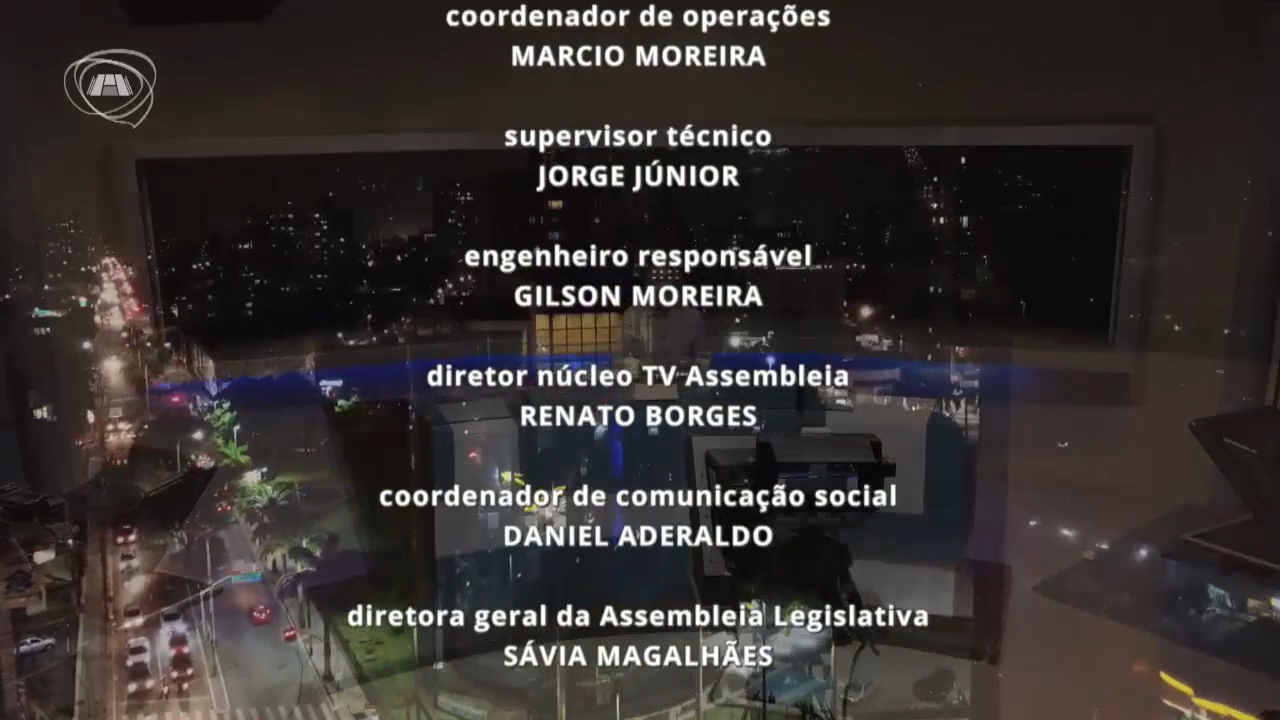 coordenador de operações
MARCIO MOREIRA
supervisor técnico
JORGE JÚNIOR
engenheiro responsável
GILSON MOREIRA
diretor núcleo TV Assembleia
RENATO BORGES
coordenador de comunicação social
DANIEL ADERALDO
diretora geral da Assembleia Legislativa
SÁVIA MAGALHÃES